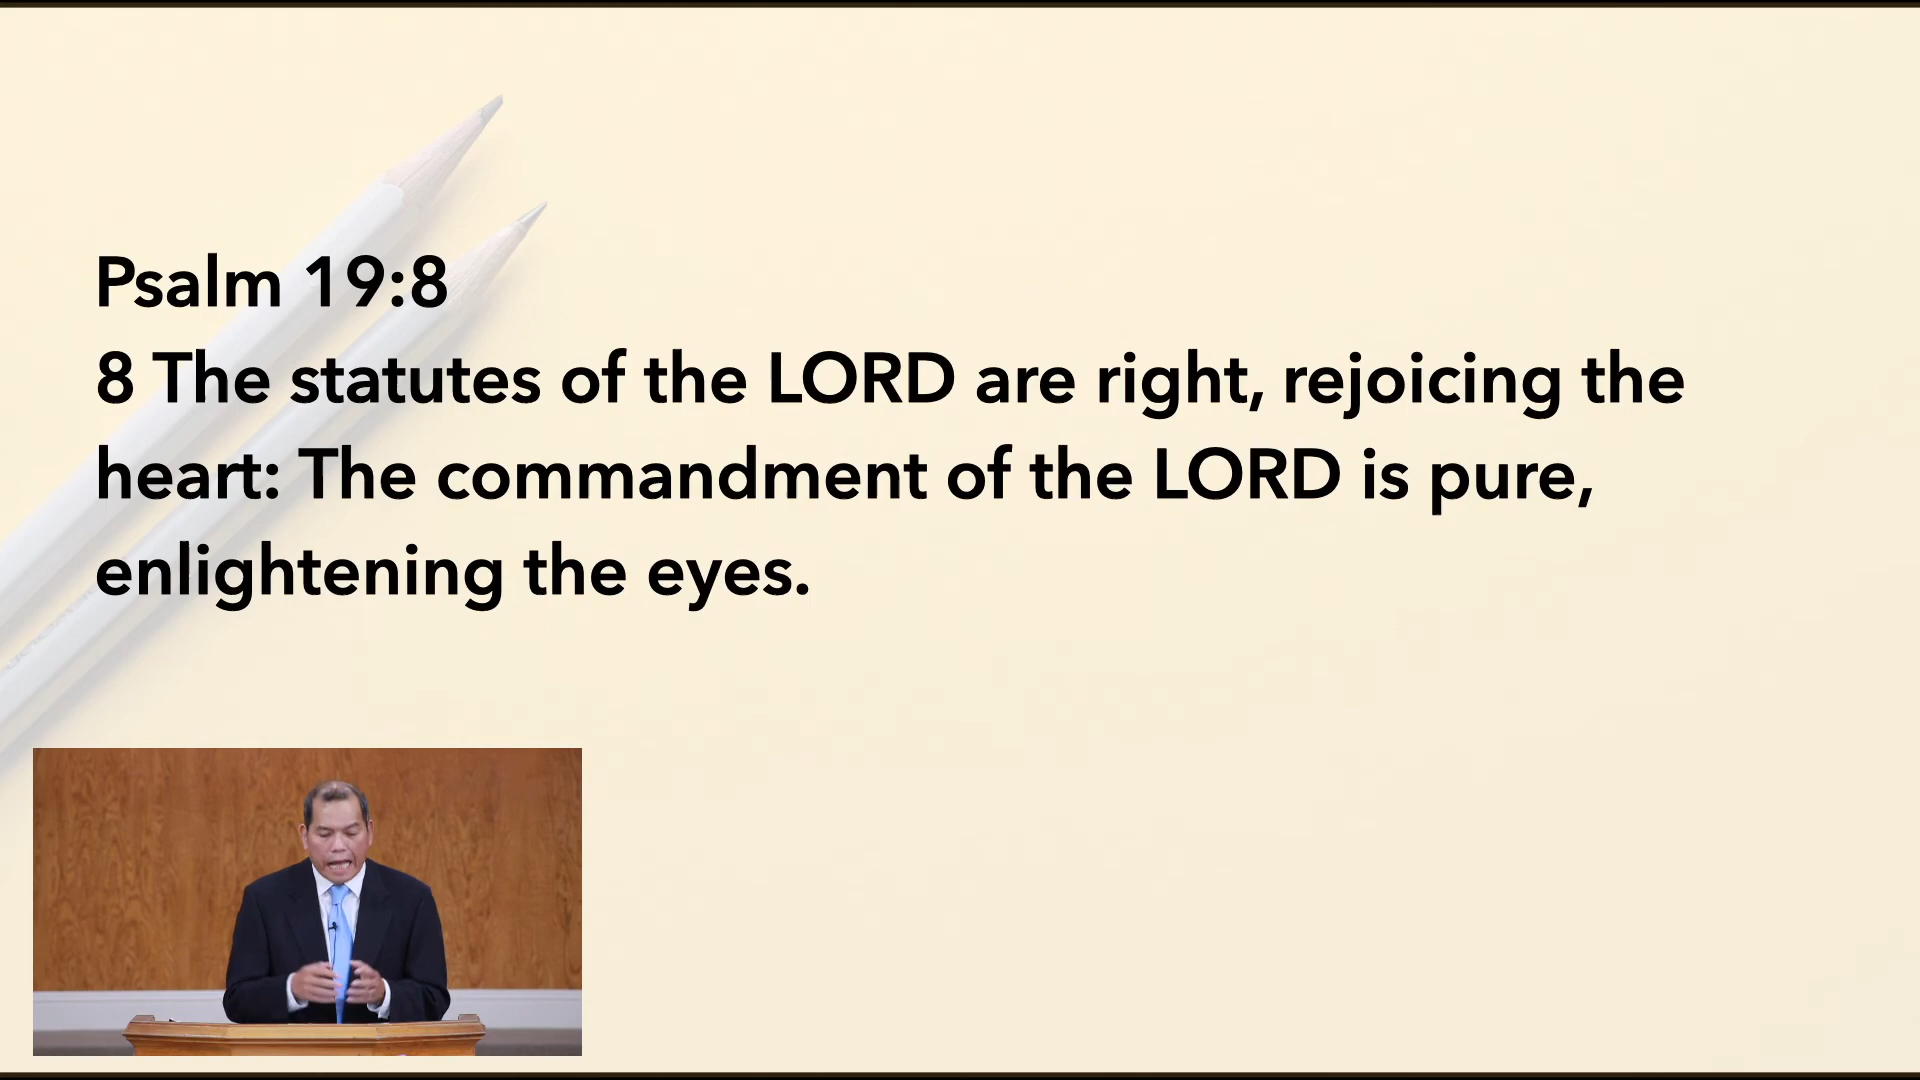 Psalm 19:8
8 The statutes of the LORD are right, rejoicing the
heart: The commandment of the LORD is pure,
enlightening the eyes.